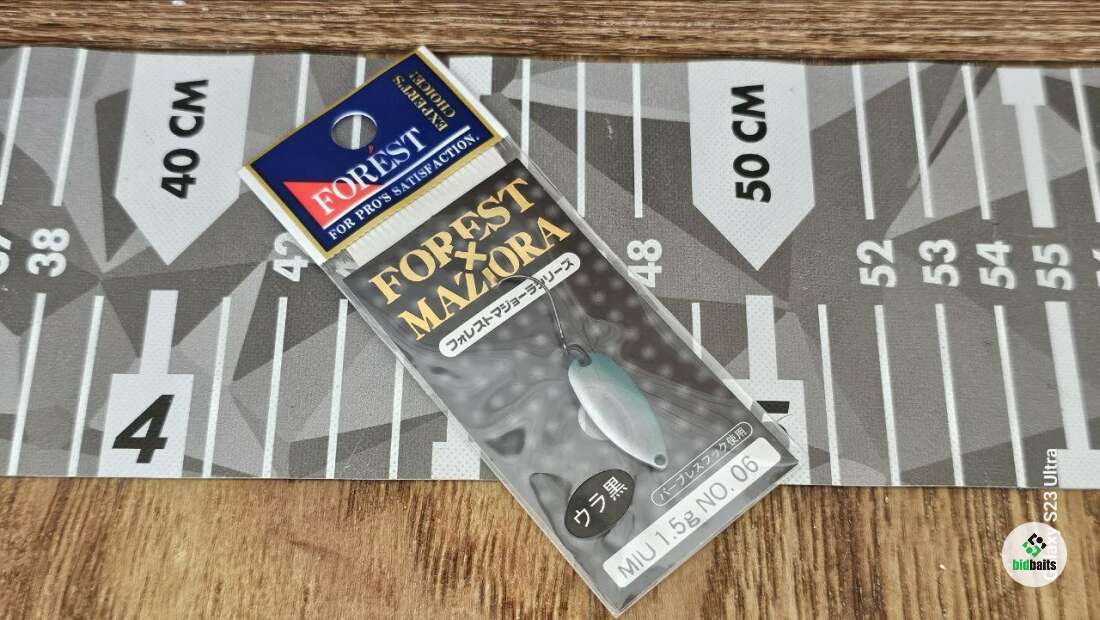 40 CM
50 CM
38
42
48
52
53
54
55
4
EXPERT'S
CHOICE!
FOREST
FOR PRO'S SATISFACTION.
FOREST
×
MAZIORA
フォレストマジョーラシリーズ
バーブレスフック使用
ウラ黒
MIU 1.5g NO. 06
S23 Ultra
bidbaits